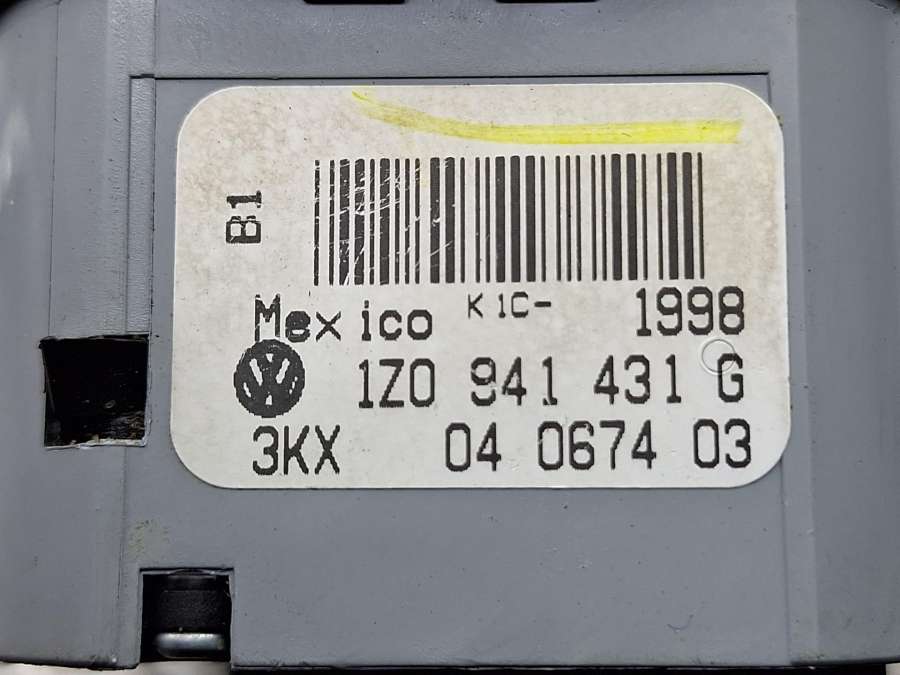 B1
Mexico K1C- 1998
1Z0 941 431 G
3KX 04 0674 03